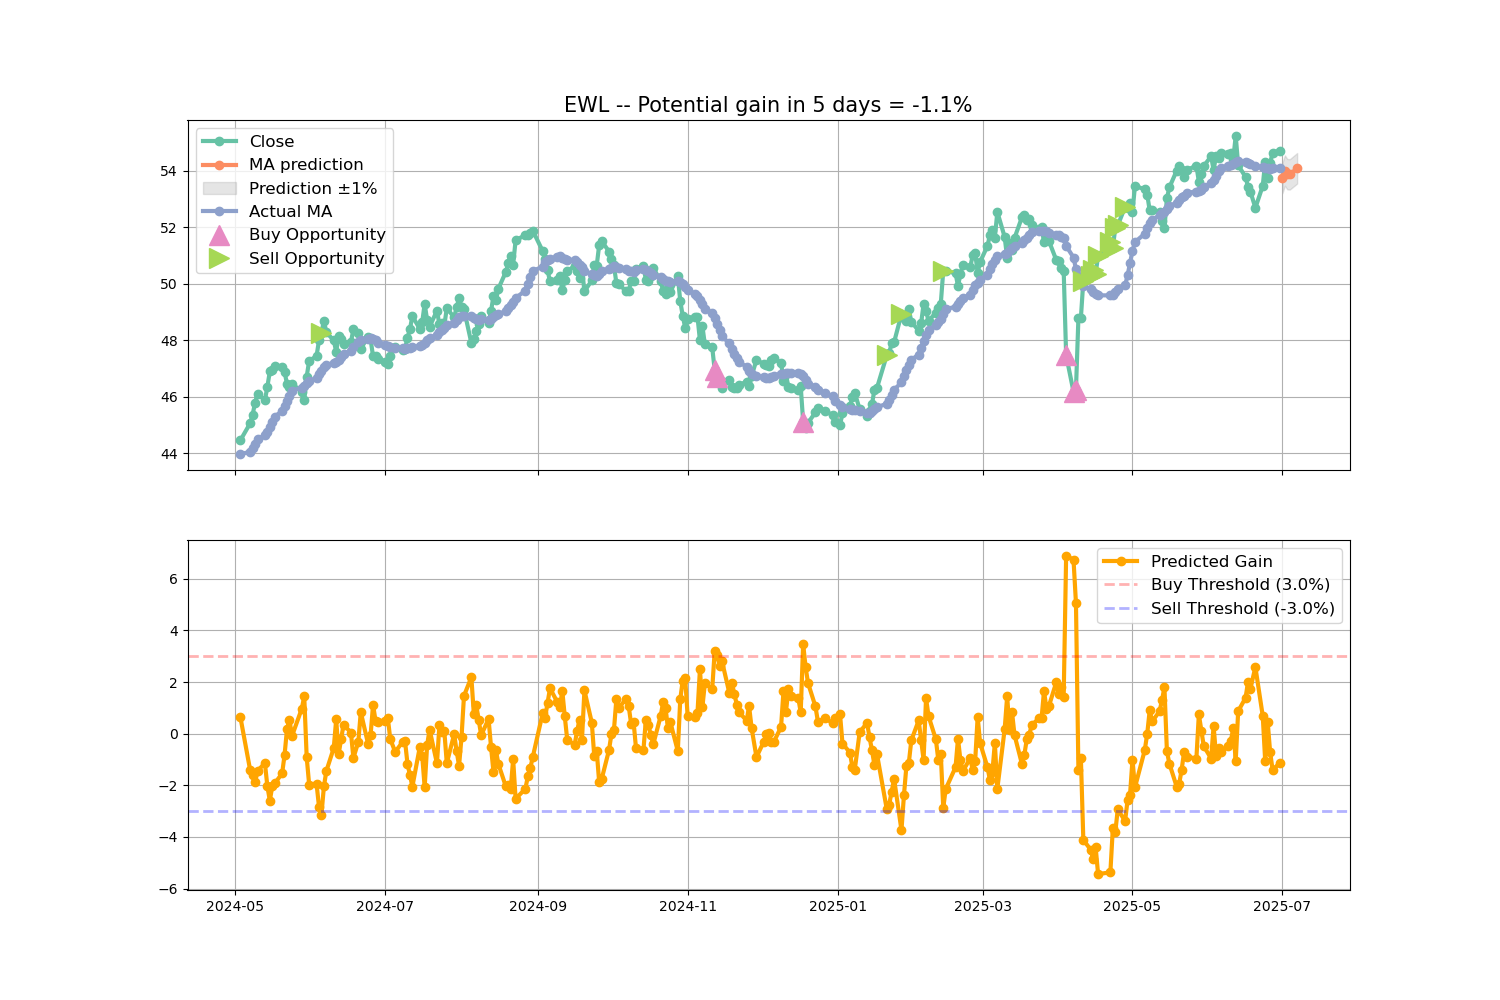 EWL -- Potential gain in 5 days = -1.1%
Close
MA prediction
Prediction ±1%
Actual MA
Buy Opportunity
Sell Opportunity
54
52
50
48
46
44
Predicted Gain
Buy Threshold (3.0%)
Sell Threshold (-3.0%)
6
4
2
0
−2
−4
−6
2024-05 2024-07 2024-09 2024-11 2025-01 2025-03 2025-05 2025-07